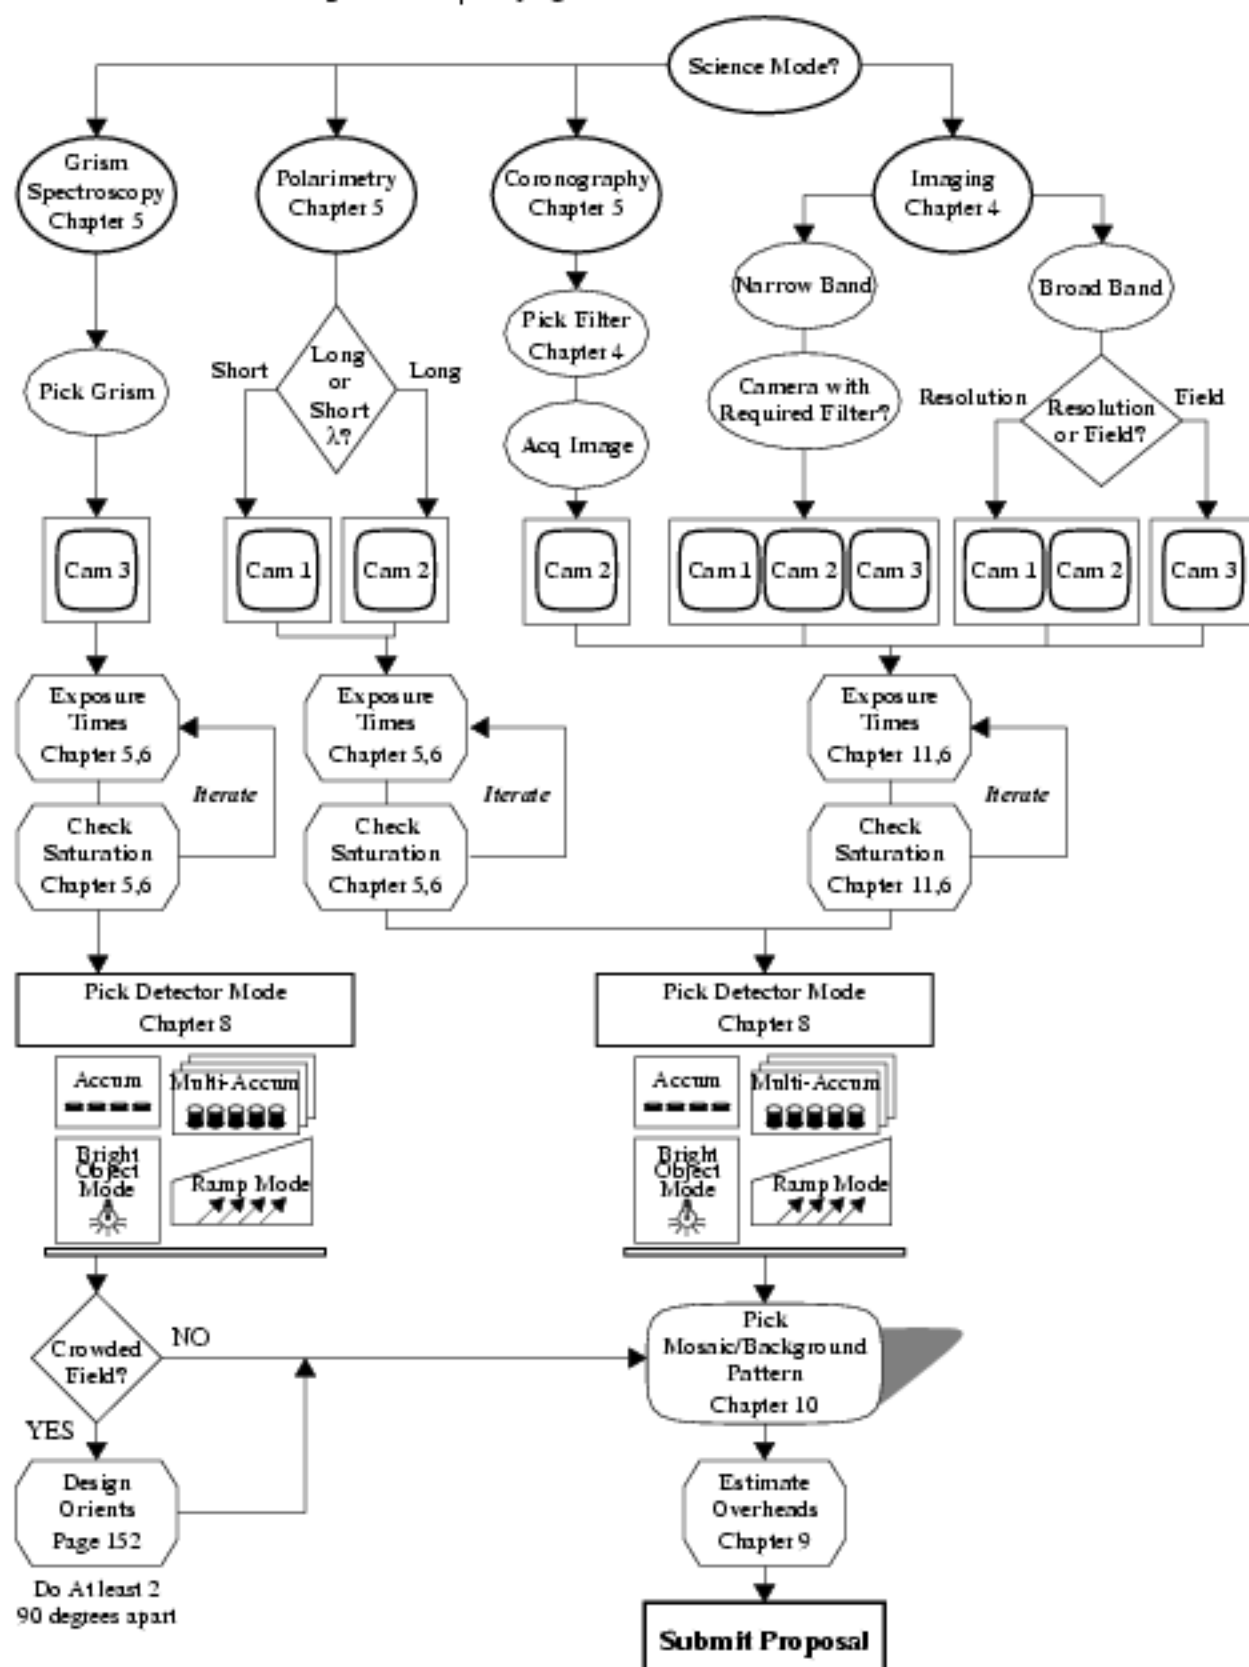 Science Mode?
Grism
Spectroscopy
Chapter 5
Polarimetry
Chapter 5
Coronography
Chapter 5
Imaging
Chapter 4
Narrow Band
Broad Band
Pick Filter
Chapter 4
Pick Grism
Short
Long
or
Short
λ?
Long
Camera with
Required Filter?
Resolution
Resolution
or Field?
Field
Acq Image
Cam 3
Cam 1
Cam 2
Cam 2
Cam 1
Cam 2
Cam 3
Cam 1
Cam 2
Cam 3
Exposure
Times
Chapter 5,6
Iterate
Check
Saturation
Chapter 5,6
Exposure
Times
Chapter 5,6
Iterate
Check
Saturation
Chapter 5,6
Exposure
Times
Chapter 11,6
Iterate
Check
Saturation
Chapter 11,6
Pick Detector Mode
Chapter 8
Accum
Multi-Accum
Bright
Object
Mode
Ramp Mode
Pick Detector Mode
Chapter 8
Accum
Multi-Accum
Bright
Object
Mode
Ramp Mode
Crowded
Field?
NO
YES
Design
Orients
Page 152
Do At least 2
90 degrees apart
Pick
Mosaic/Background
Pattern
Chapter 10
Estimate
Overheads
Chapter 9
Submit Proposal